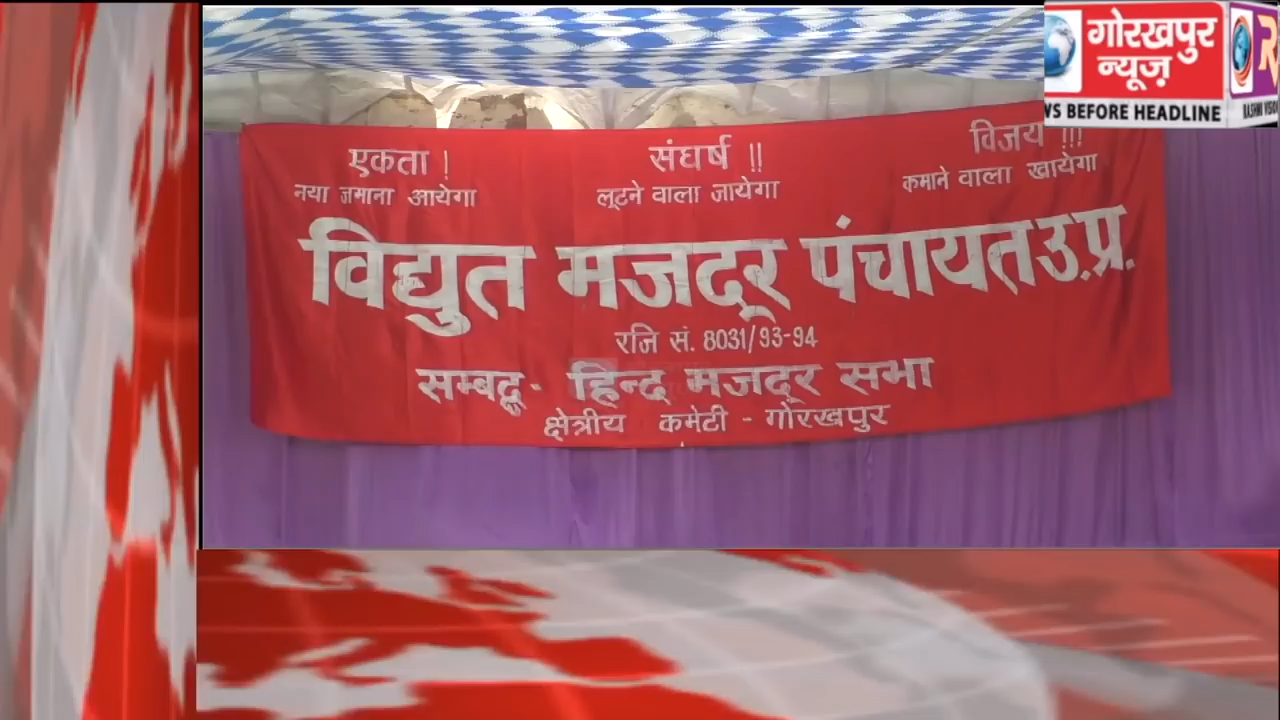 गोरखपुर
न्यूज़
WS BEFORE HEADLINE
एकता ! संघर्ष !! विजय !!!
नया जमाना आयेगा लूटने वाला जायेगा कमाने वाला खायेगा
विद्युत मजदूर पंचायत उ.प्र.
रजि सं. 8031/93-94
सम्बद्ध- हिन्द मजदूर सभा
क्षेत्रीय कमेटी - गोरखपुर